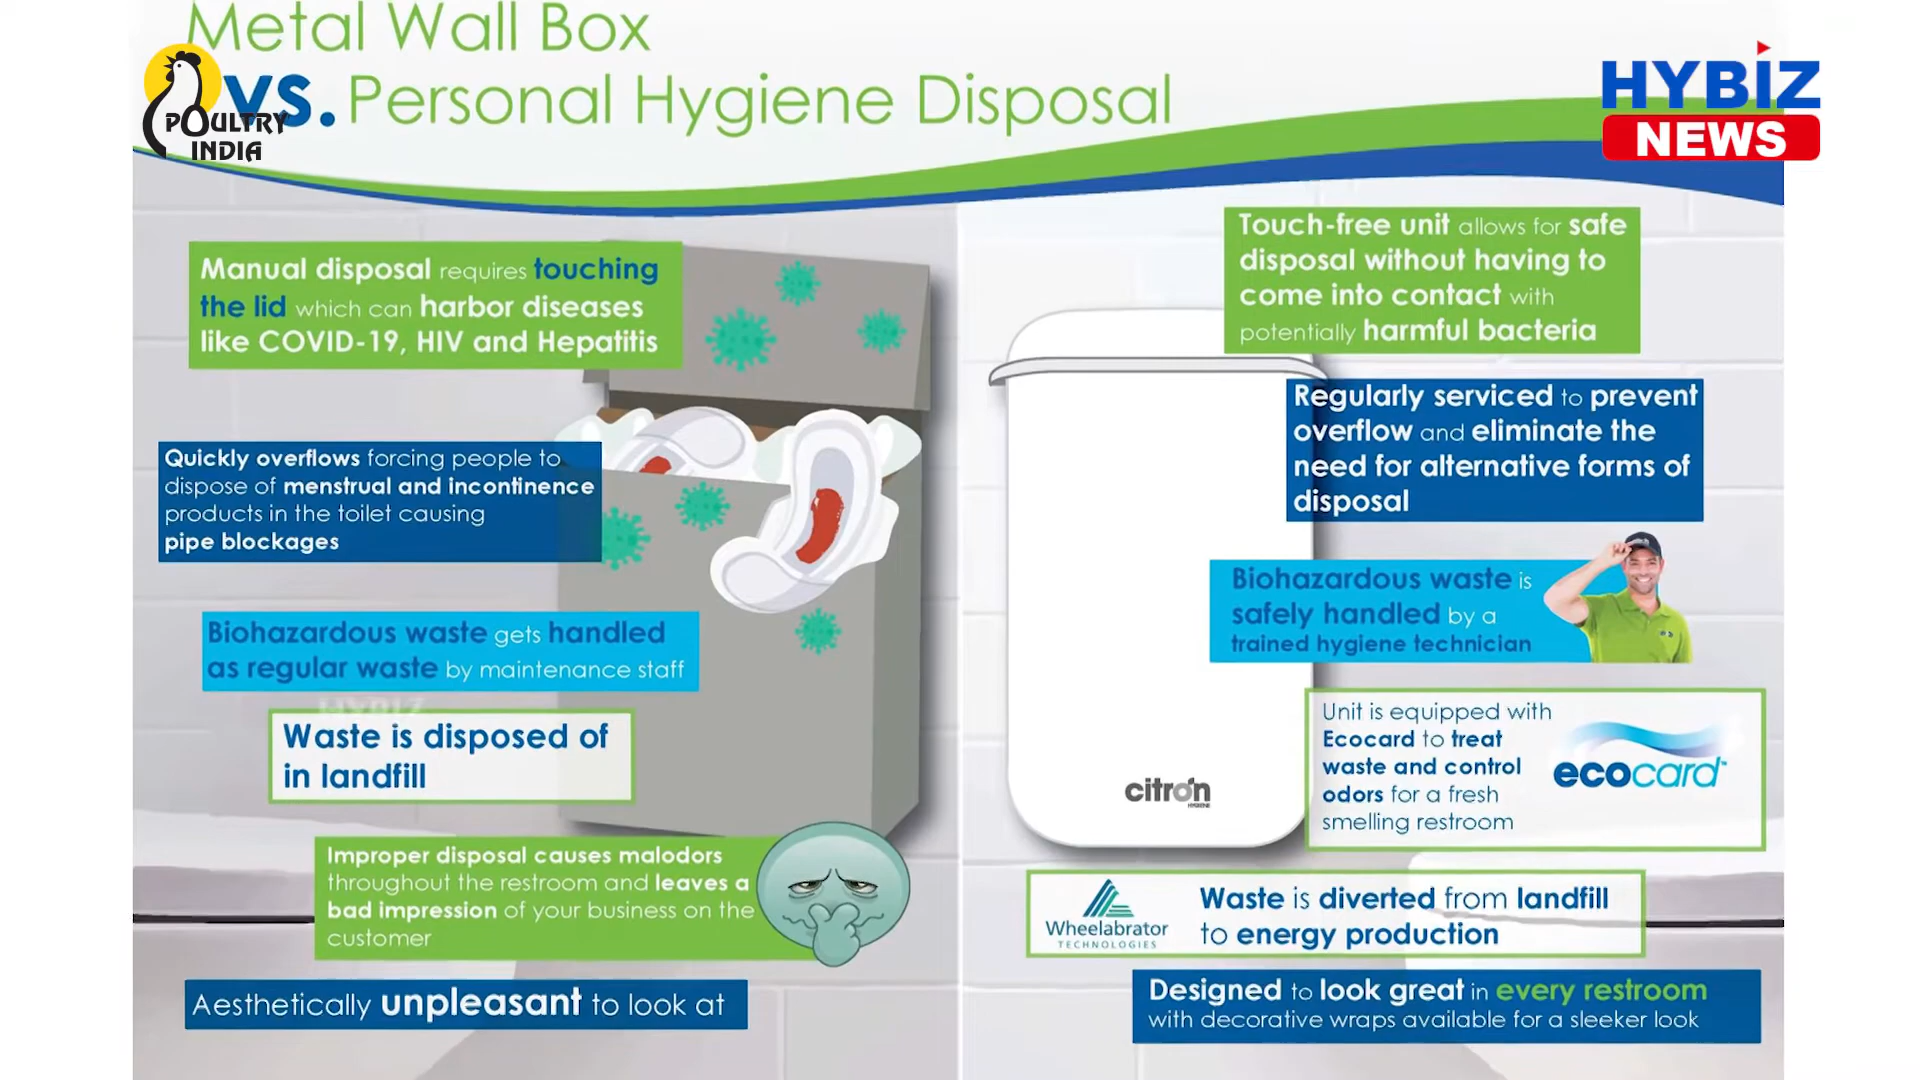 Metal Wall Box
vs. Personal Hygiene Disposal
POULTRY
INDIA
HYBIZ
NEWS
Manual disposal requires touching
the lid which can harbor diseases
like COVID-19, HIV and Hepatitis
Quickly overflows forcing people to
dispose of menstrual and incontinence
products in the toilet causing
pipe blockages
Biohazardous waste gets handled
as regular waste by maintenance staff
HYBIZ
Waste is disposed of
in landfill
Improper disposal causes malodors
throughout the restroom and leaves a
bad impression of your business on the
customer
Aesthetically unpleasant to look at
Touch-free unit allows for safe
disposal without having to
come into contact with
potentially harmful bacteria
Regularly serviced to prevent
overflow and eliminate the
need for alternative forms of
disposal
Biohazardous waste is
safely handled by a
trained hygiene technician
Unit is equipped with
Ecocard to treat
waste and control
odors for a fresh
smelling restroom
ecocard™
citron
HYGIENE
Wheelabrator
TECHNOLOGIES
Waste is diverted from landfill
to energy production
Designed to look great in every restroom
with decorative wraps available for a sleeker look